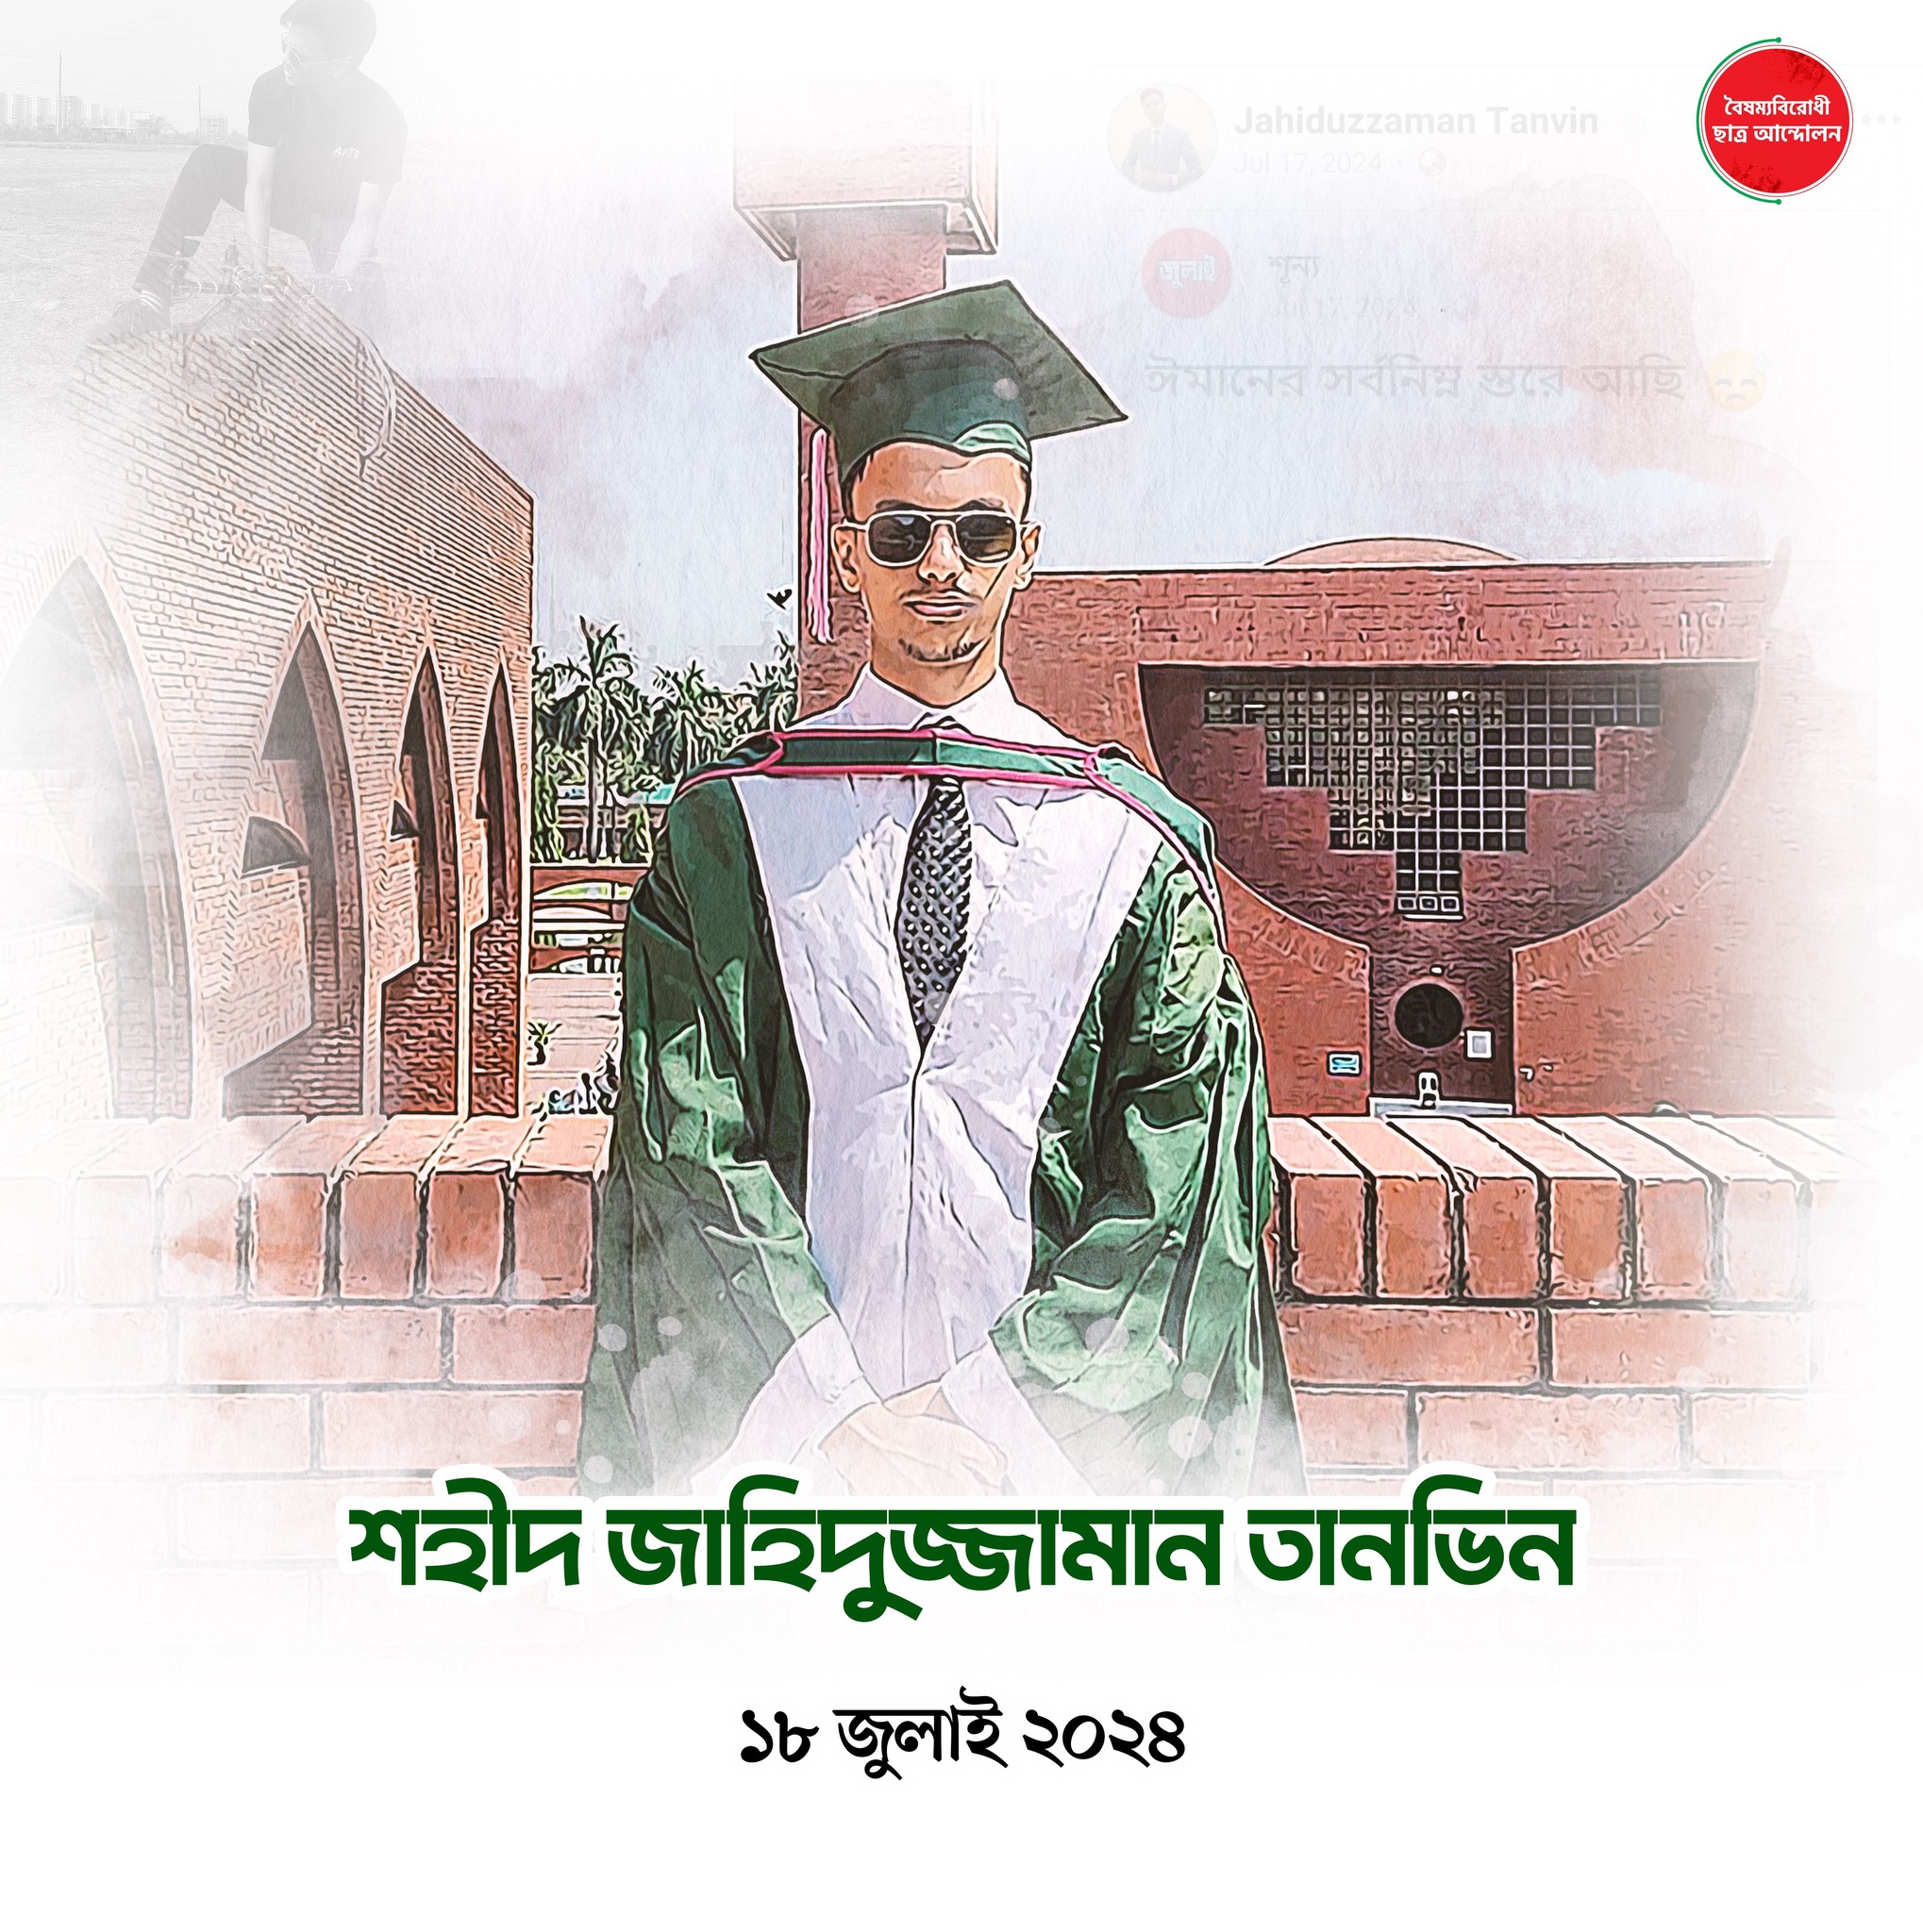 বৈষম্যবিরোধী
ছাত্র আন্দোলন
Jahiduzzaman Tanvin
Jul 17, 2024 ·
জুলাই
শূন্য
Jul 17, 2024 ·
ঈমানের সর্বনিম্ন স্তরে আছি 😓
শহীদ জাহিদুজ্জামান তানভিন
১৮ জুলাই ২০২৪